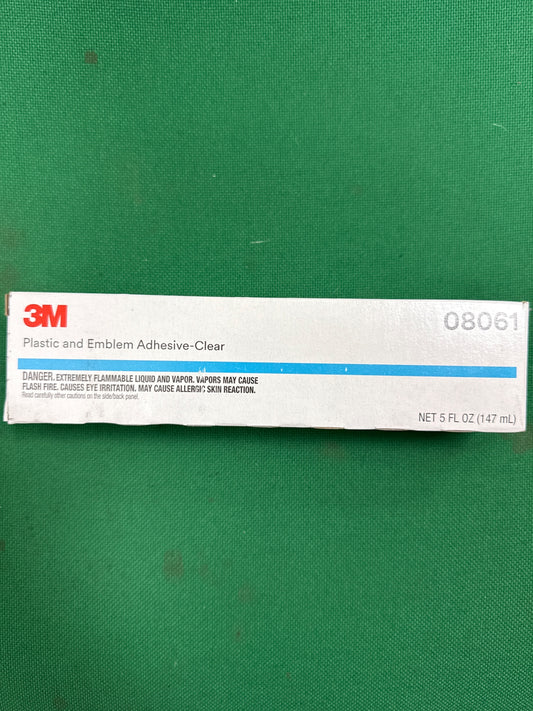 3M
08061
Plastic and Emblem Adhesive-Clear
DANGER. EXTREMELY FLAMMABLE LIQUID AND VAPOR. VAPORS MAY CAUSE
FLASH FIRE. CAUSES EYE IRRITATION. MAY CAUSE ALLERGIC SKIN REACTION.
Read carefully other cautions on the side/back panel.
NET 5 FL OZ (147 mL)